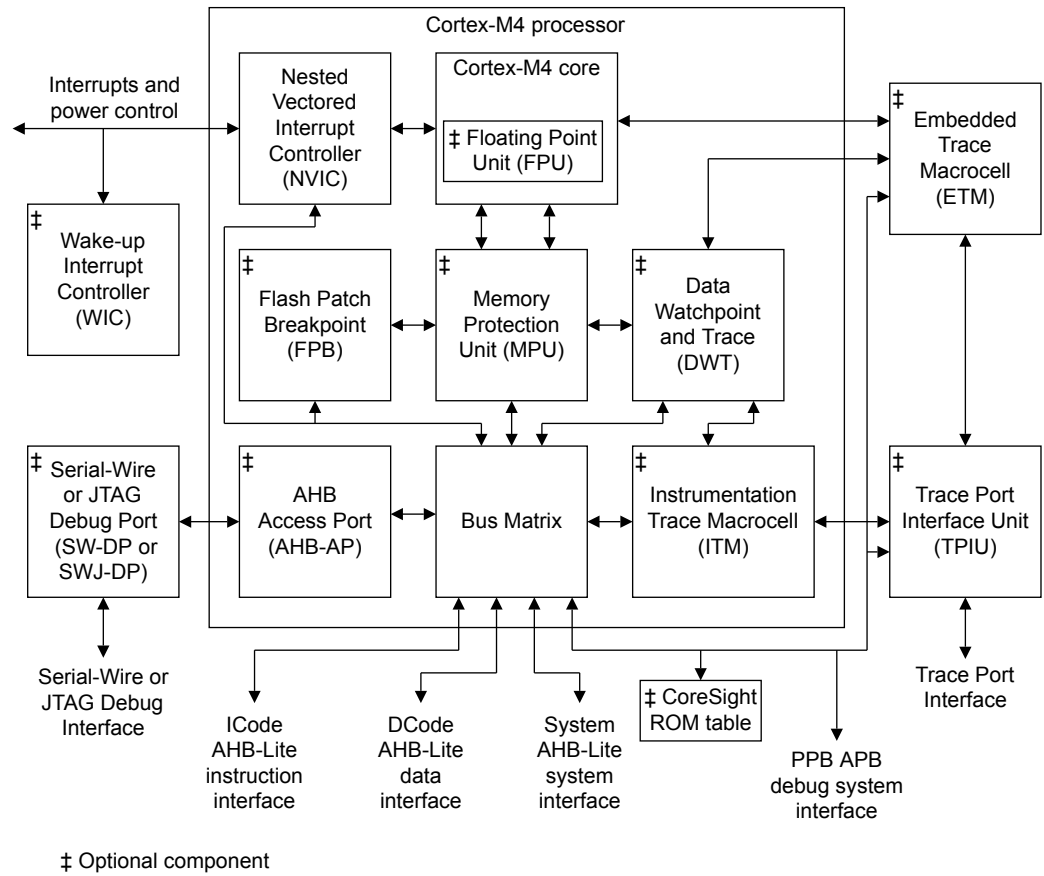 Cortex-M4 processor
Interrupts and
power control
Nested
Vectored
Interrupt
Controller
(NVIC)
Cortex-M4 core
‡ Floating Point
Unit (FPU)
‡
Embedded
Trace
Macrocell
(ETM)
‡
Wake-up
Interrupt
Controller
(WIC)
‡
Flash Patch
Breakpoint
(FPB)
‡
Memory
Protection
Unit (MPU)
‡
Data
Watchpoint
and Trace
(DWT)
‡
Serial-Wire
or JTAG
Debug Port
(SW-DP or
SWJ-DP)
‡
AHB
Access Port
(AHB-AP)
Bus Matrix
‡
Instrumentation
Trace Macrocell
(ITM)
‡
Trace Port
Interface Unit
(TPIU)
Serial-Wire or
JTAG Debug
Interface
ICode
AHB-Lite
instruction
interface
DCode
AHB-Lite
data
interface
System
AHB-Lite
system
interface
‡ CoreSight
ROM table
PPB APB
debug system
interface
Trace Port
Interface
‡ Optional component